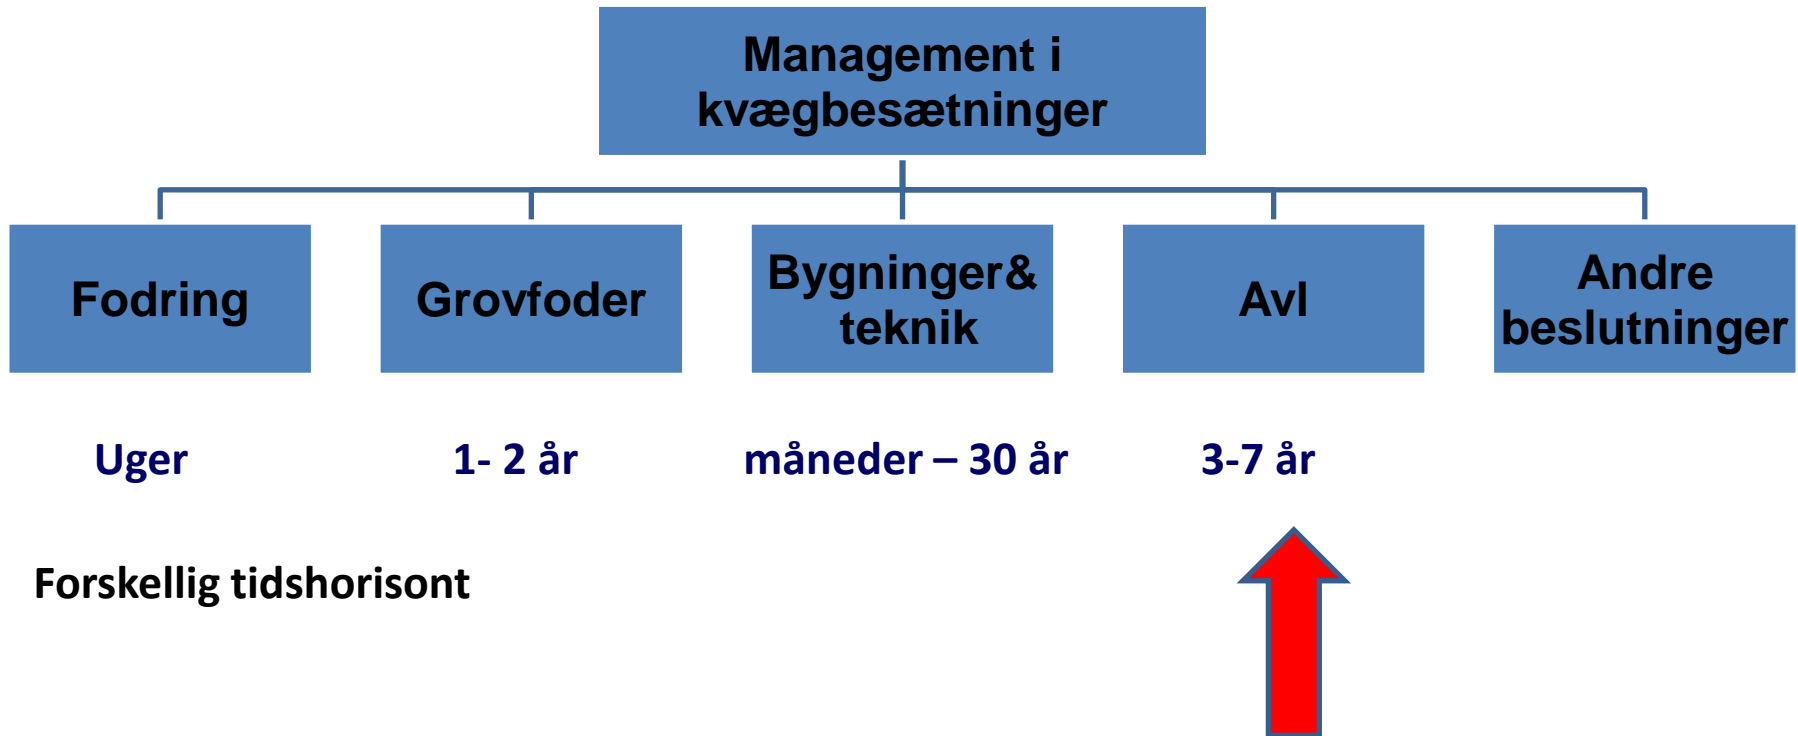 Management i
kvægbesætninger
Fodring
Grovfoder
Bygninger&
teknik
Avl
Andre
beslutninger
Uger
1- 2 år
måneder – 30 år
3-7 år
Forskellig tidshorisont